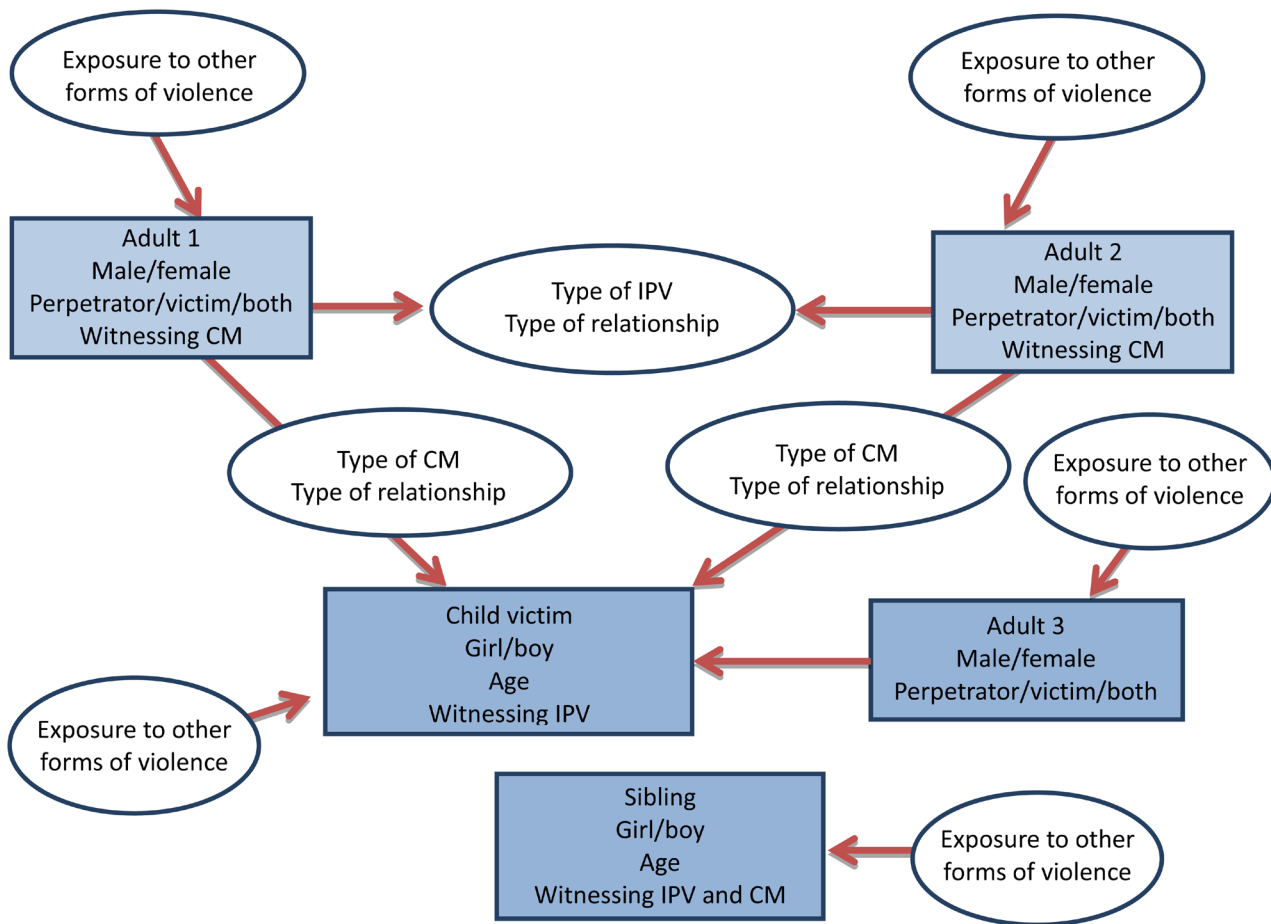 Exposure to other
forms of violence
Exposure to other
forms of violence
Adult 1
Male/female
Perpetrator/victim/both
Witnessing CM
Type of IPV
Type of relationship
Adult 2
Male/female
Perpetrator/victim/both
Witnessing CM
Type of CM
Type of relationship
Type of CM
Type of relationship
Exposure to other
forms of violence
Child victim
Girl/boy
Age
Witnessing IPV
Adult 3
Male/female
Perpetrator/victim/both
Exposure to other
forms of violence
Sibling
Girl/boy
Age
Witnessing IPV and CM
Exposure to other
forms of violence